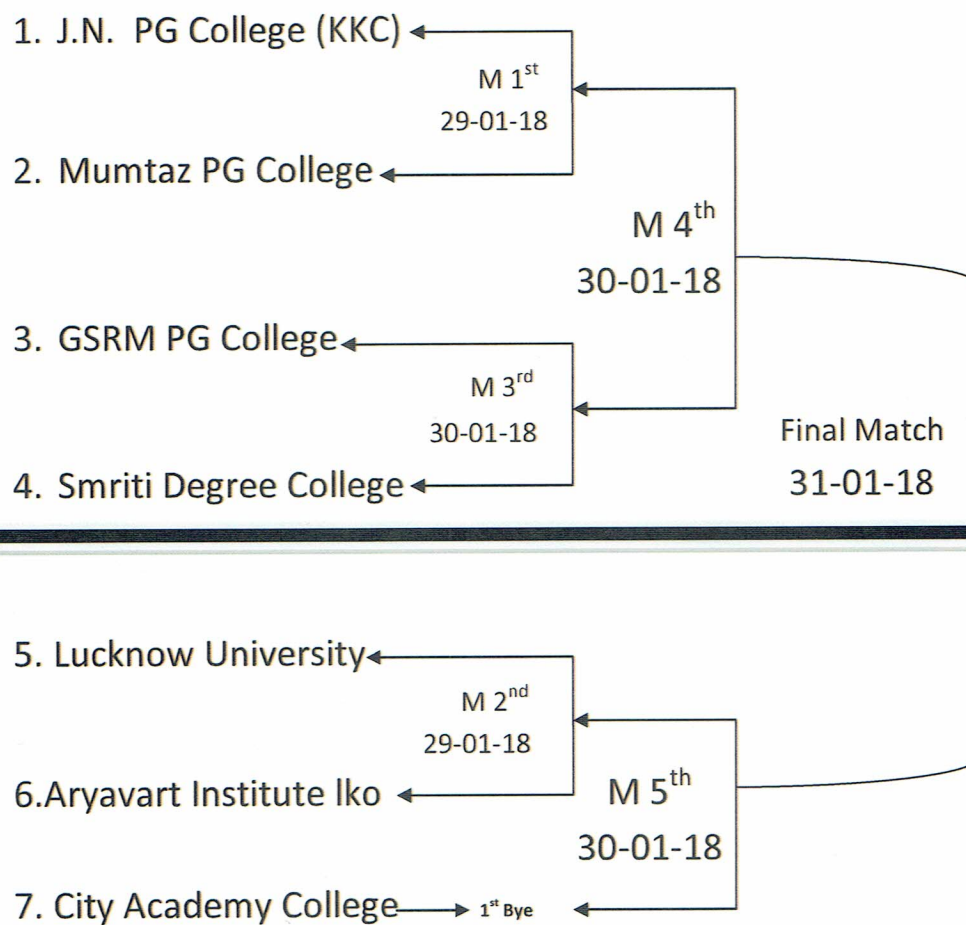 1. J.N. PG College (KKC)
M 1st
29-01-18
2. Mumtaz PG College
M 4th
30-01-18
3. GSRM PG College
M 3rd
30-01-18
Final Match
31-01-18
4. Smriti Degree College
5. Lucknow University
M 2nd
29-01-18
6.Aryavart Institute lko
M 5th
30-01-18
7. City Academy College
1st Bye